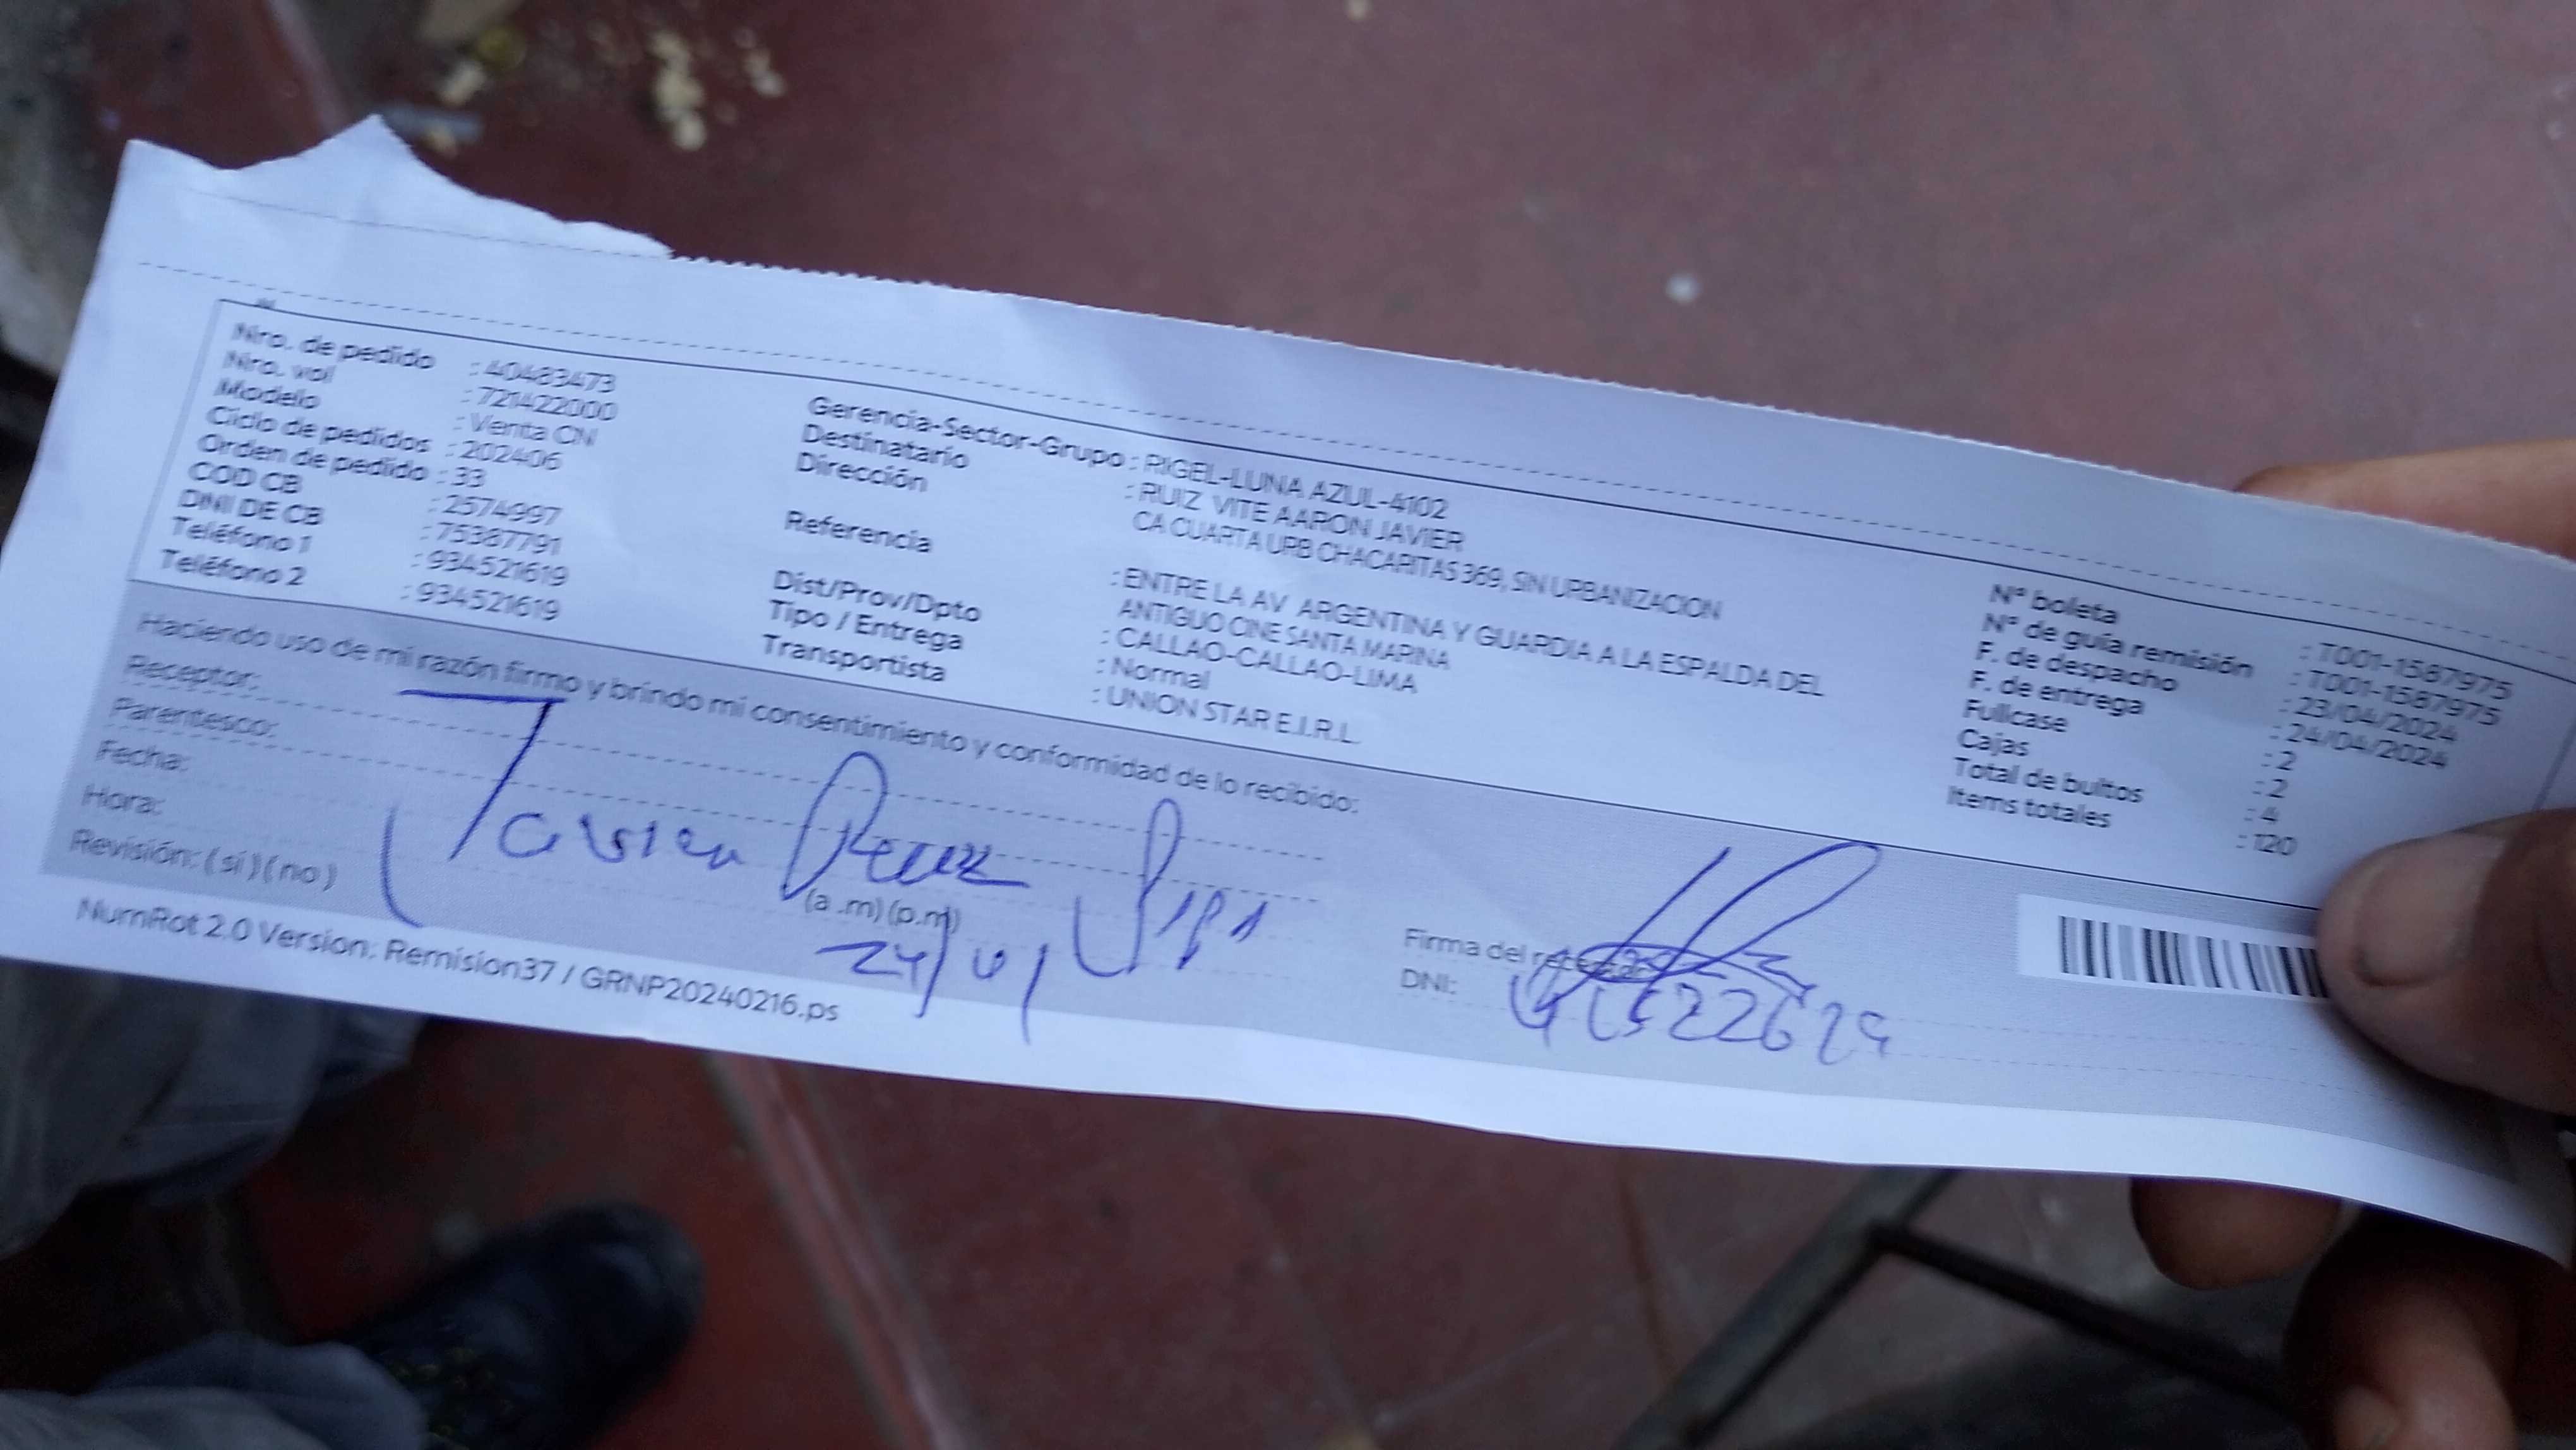 Nro. de pedido : 40483473
Nro. vol : 721422000
Modelo : Venta CN
Ciclo de pedidos : 202406
Orden de pedido : 33
COD CB : 2574997
DNI DE CB : 75387791
Teléfono 1 : 934521619
Teléfono 2 : 934521619
Gerencia-Sector-Grupo : RIGEL-LUNA AZUL-4102
Destinatario : RUIZ VITE AARON JAVIER
Dirección CA CUARTA URB CHACARITAS 369, SN URBANIZACION
Referencia : ENTRE LA AV ARGENTINA Y GUARDIA A LA ESPALDA DEL
ANTIGUO CINE SANTA MARINA
Dist/Prov/Dpto : CALLAO-CALLAO-LIMA
Tipo / Entrega : Normal
Transportista : UNION STAR E.I.R.L.
N° boleta : T001-1587975
N° de guía remisión : T001-1587975
F. de despacho : 23/04/2024
F. de entrega : 24/04/2024
Fullcase : 2
Cajas : 2
Total de bultos : 4
Items totales : 120
Haciendo uso de mi razón firmo y brindo mi consentimiento y conformidad de lo recibido:
Receptor:
Parentesco:
Fecha:
Hora: (a.m) (p.m)
Revisión: ( sí ) ( no )
Javier
Firma del receptor
DNI:
NumRot 2.0 Version: Remision37 / GRNP20240216.ps